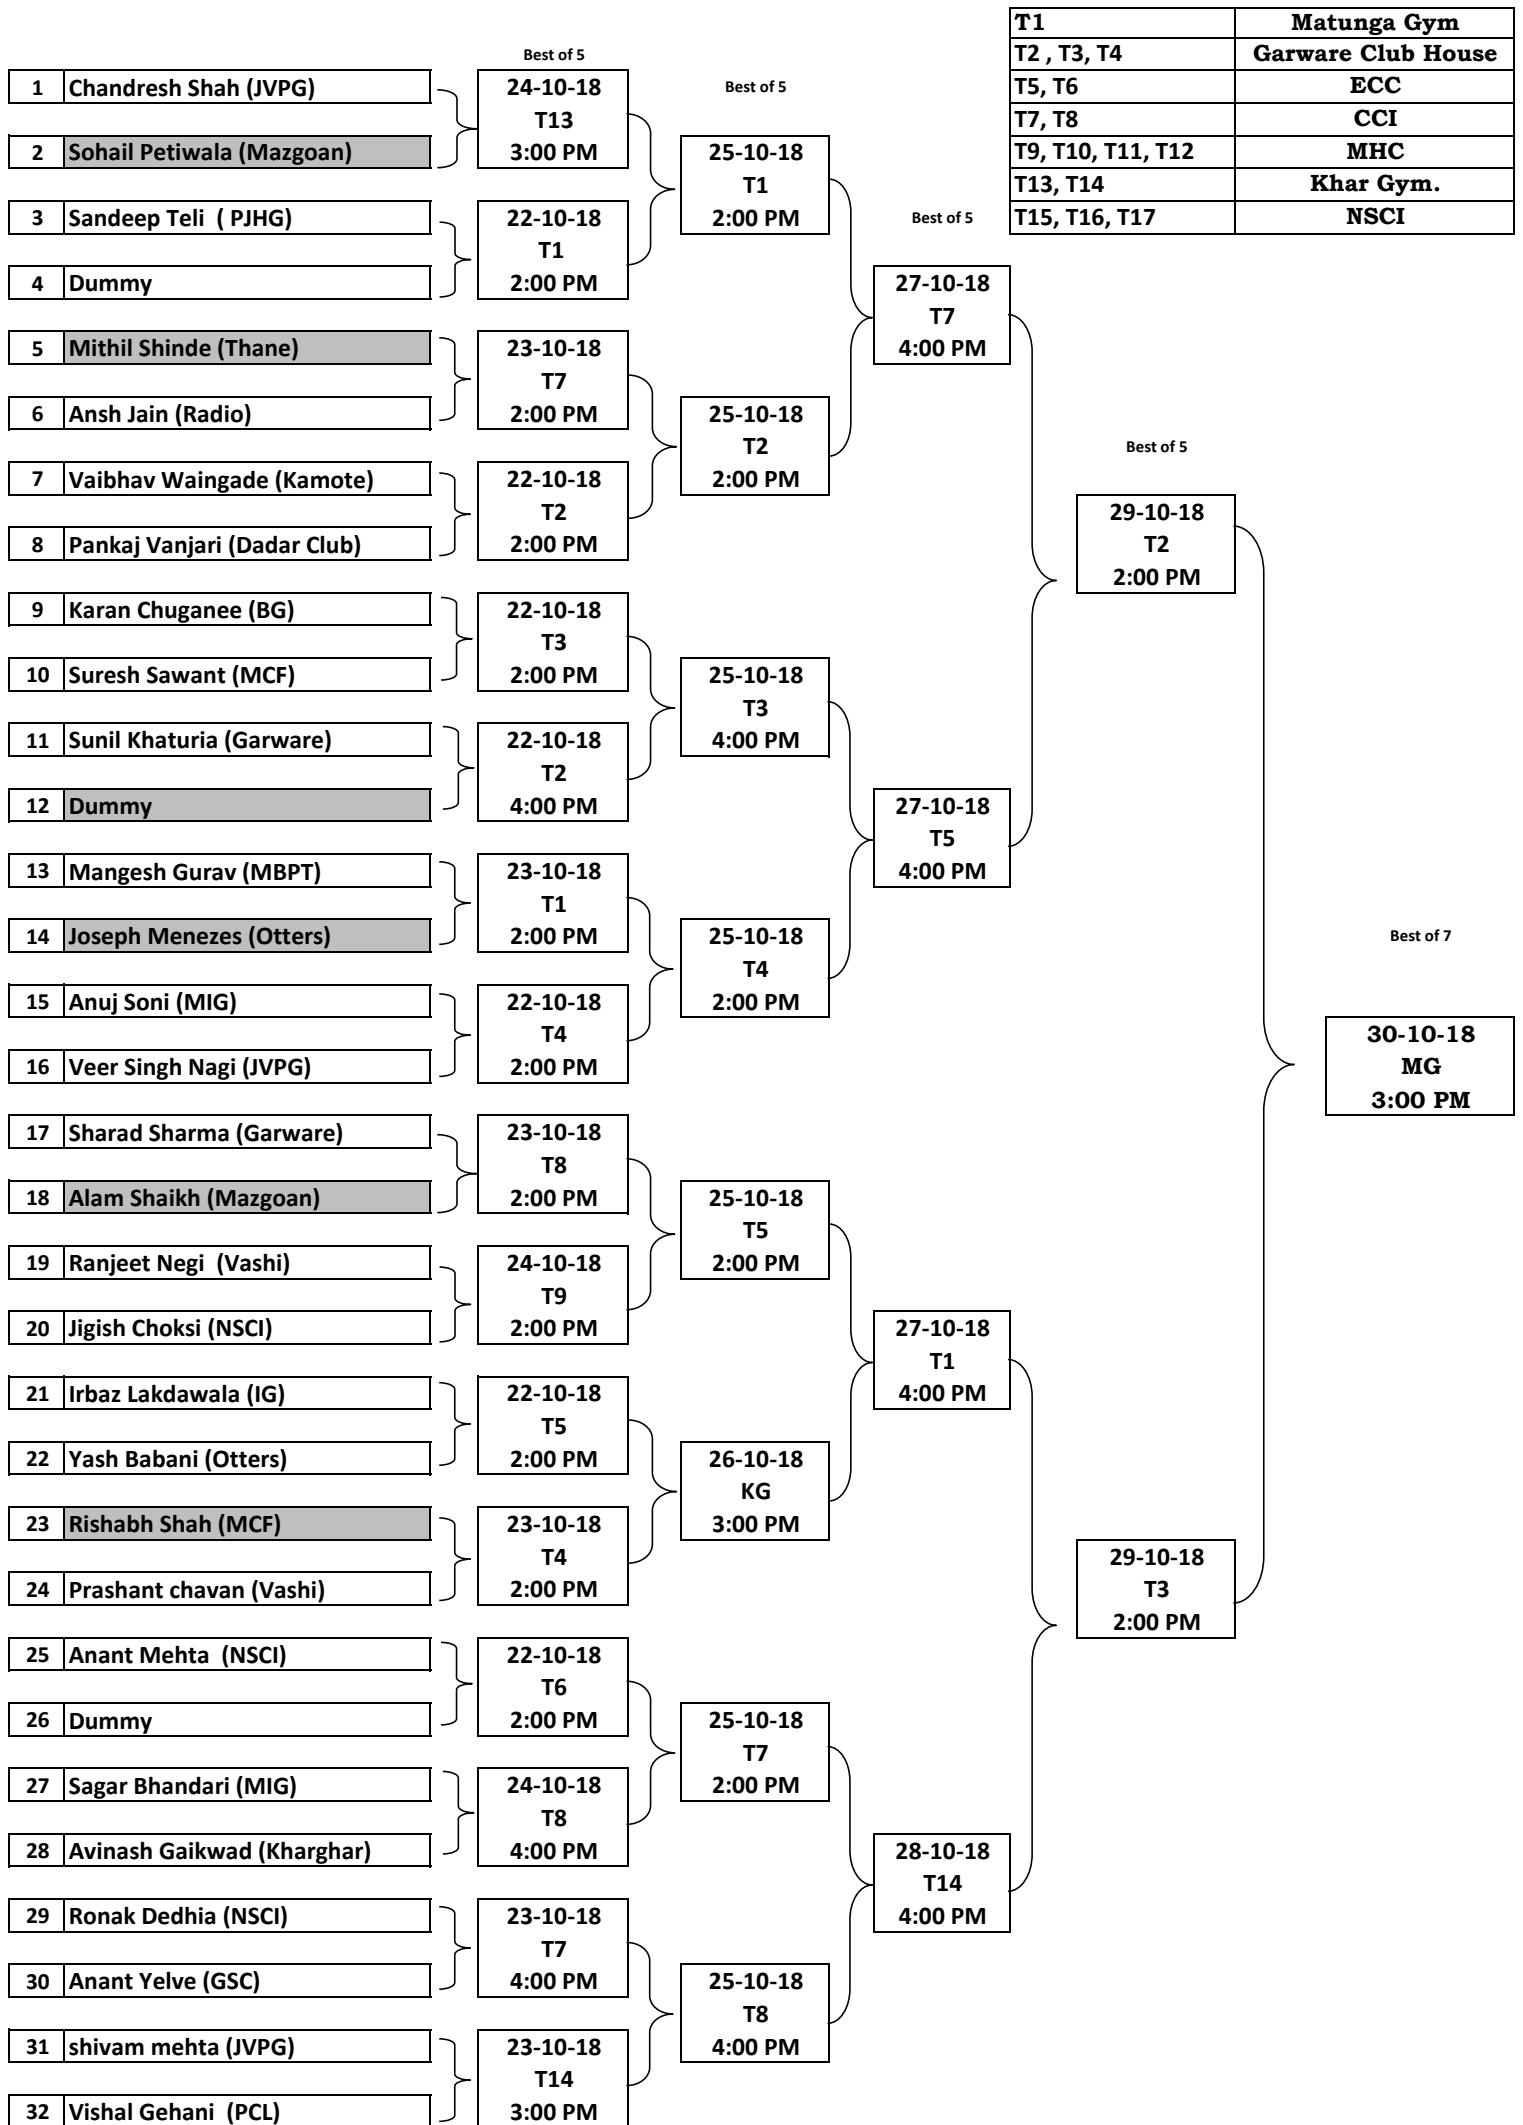 T1 Matunga Gym
T2 , T3, T4 Garware Club House
T5, T6 ECC
T7, T8 CCI
T9, T10, T11, T12 MHC
T13, T14 Khar Gym.
T15, T16, T17 NSCI
Best of 5
Best of 5
Best of 5
Best of 5
Best of 7
1 Chandresh Shah (JVPG)
2 Sohail Petiwala (Mazgoan)
3 Sandeep Teli ( PJHG)
4 Dummy
5 Mithil Shinde (Thane)
6 Ansh Jain (Radio)
7 Vaibhav Waingade (Kamote)
8 Pankaj Vanjari (Dadar Club)
9 Karan Chuganee (BG)
10 Suresh Sawant (MCF)
11 Sunil Khaturia (Garware)
12 Dummy
13 Mangesh Gurav (MBPT)
14 Joseph Menezes (Otters)
15 Anuj Soni (MIG)
16 Veer Singh Nagi (JVPG)
17 Sharad Sharma (Garware)
18 Alam Shaikh (Mazgoan)
19 Ranjeet Negi (Vashi)
20 Jigish Choksi (NSCI)
21 Irbaz Lakdawala (IG)
22 Yash Babani (Otters)
23 Rishabh Shah (MCF)
24 Prashant chavan (Vashi)
25 Anant Mehta (NSCI)
26 Dummy
27 Sagar Bhandari (MIG)
28 Avinash Gaikwad (Kharghar)
29 Ronak Dedhia (NSCI)
30 Anant Yelve (GSC)
31 shivam mehta (JVPG)
32 Vishal Gehani (PCL)
24-10-18
T13
3:00 PM
22-10-18
T1
2:00 PM
23-10-18
T7
2:00 PM
22-10-18
T2
2:00 PM
22-10-18
T3
2:00 PM
22-10-18
T2
4:00 PM
23-10-18
T1
2:00 PM
22-10-18
T4
2:00 PM
23-10-18
T8
2:00 PM
24-10-18
T9
2:00 PM
22-10-18
T5
2:00 PM
23-10-18
T4
2:00 PM
22-10-18
T6
2:00 PM
24-10-18
T8
4:00 PM
23-10-18
T7
4:00 PM
23-10-18
T14
3:00 PM
25-10-18
T1
2:00 PM
25-10-18
T2
2:00 PM
25-10-18
T3
4:00 PM
25-10-18
T4
2:00 PM
25-10-18
T5
2:00 PM
26-10-18
KG
3:00 PM
25-10-18
T7
2:00 PM
25-10-18
T8
4:00 PM
27-10-18
T7
4:00 PM
27-10-18
T5
4:00 PM
27-10-18
T1
4:00 PM
28-10-18
T14
4:00 PM
29-10-18
T2
2:00 PM
29-10-18
T3
2:00 PM
30-10-18
MG
3:00 PM